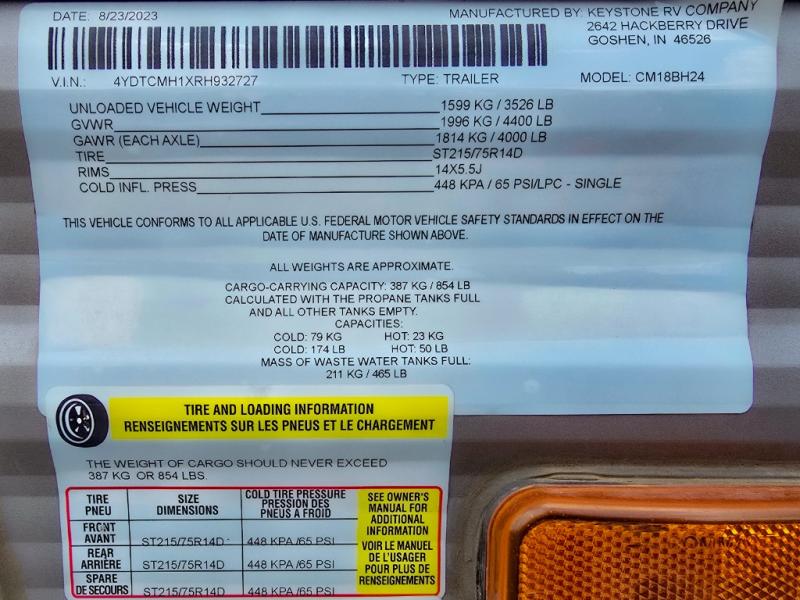 DATE: 8/23/2023
MANUFACTURED BY: KEYSTONE RV COMPANY
2642 HACKBERRY DRIVE
GOSHEN, IN 46526
V.I.N.: 4YDTCMH1XRH932727 TYPE: TRAILER MODEL: CM18BH24
UNLOADED VEHICLE WEIGHT 1599 KG / 3526 LB
GVWR 1996 KG / 4400 LB
GAWR (EACH AXLE) 1814 KG / 4000 LB
TIRE ST215/75R14D
RIMS 14X5.5J
COLD INFL. PRESS 448 KPA / 65 PSI/LPC - SINGLE
THIS VEHICLE CONFORMS TO ALL APPLICABLE U.S. FEDERAL MOTOR VEHICLE SAFETY STANDARDS IN EFFECT ON THE
DATE OF MANUFACTURE SHOWN ABOVE.
ALL WEIGHTS ARE APPROXIMATE.
CARGO-CARRYING CAPACITY: 387 KG / 854 LB
CALCULATED WITH THE PROPANE TANKS FULL
AND ALL OTHER TANKS EMPTY.
CAPACITIES:
COLD: 79 KG HOT: 23 KG
COLD: 174 LB HOT: 50 LB
MASS OF WASTE WATER TANKS FULL:
211 KG / 465 LB
TIRE AND LOADING INFORMATION
RENSEIGNEMENTS SUR LES PNEUS ET LE CHARGEMENT
THE WEIGHT OF CARGO SHOULD NEVER EXCEED
387 KG OR 854 LBS.
TIRE
PNEU
SIZE
DIMENSIONS
COLD TIRE PRESSURE
PRESSION DES
PNEUS A FROID
FRONT
AVANT
ST215/75R14D
448 KPA /65 PSI
REAR
ARRIÈRE
ST215/75R14D
448 KPA /65 PSI
SPARE
DE SECOURS
ST215/75R14D
448 KPA /65 PSI
SEE OWNER'S
MANUAL FOR
ADDITIONAL
INFORMATION
VOIR LE MANUEL
DE L'USAGER
POUR PLUS DE
RENSEIGNEMENTS